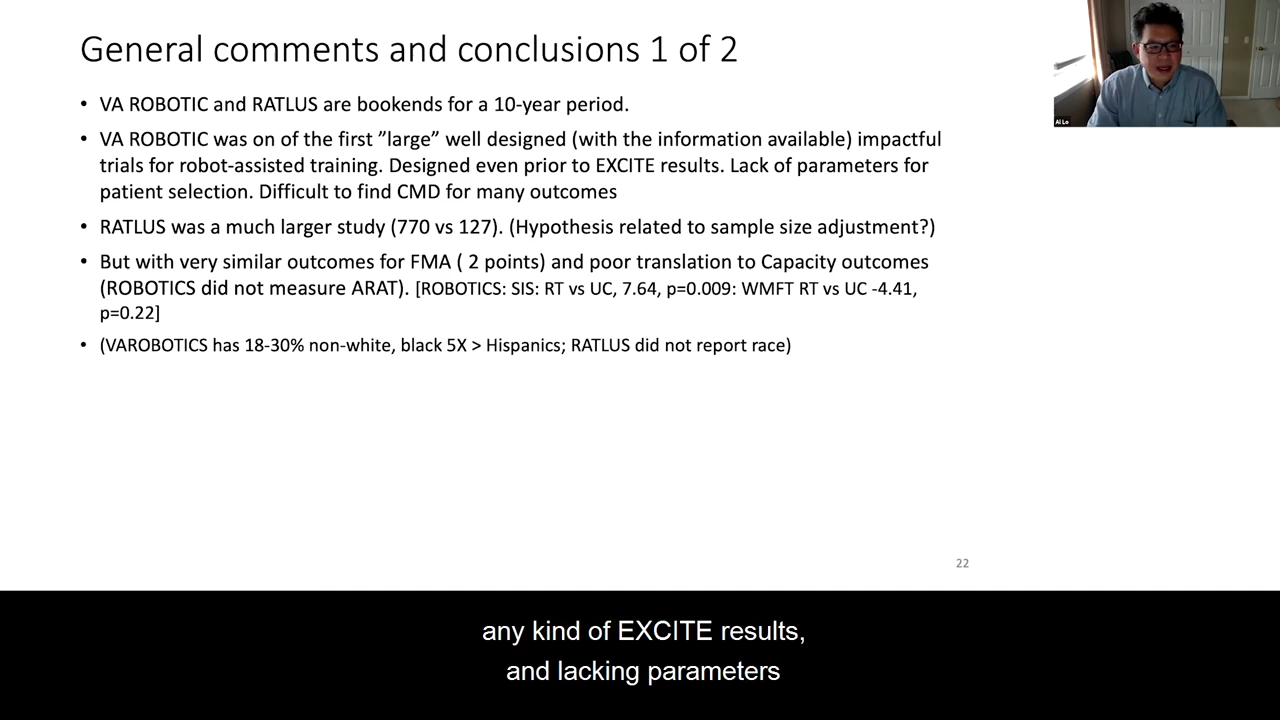 General comments and conclusions 1 of 2
• VA ROBOTIC and RATLUS are bookends for a 10-year period.
• VA ROBOTIC was on of the first ”large” well designed (with the information available) impactful
trials for robot-assisted training. Designed even prior to EXCITE results. Lack of parameters for
patient selection. Difficult to find CMD for many outcomes
• RATLUS was a much larger study (770 vs 127). (Hypothesis related to sample size adjustment?)
• But with very similar outcomes for FMA ( 2 points) and poor translation to Capacity outcomes
(ROBOTICS did not measure ARAT). [ROBOTICS: SIS: RT vs UC, 7.64, p=0.009: WMFT RT vs UC -4.41,
p=0.22]
• (VAROBOTICS has 18-30% non-white, black 5X > Hispanics; RATLUS did not report race)
22
Al Lo
any kind of EXCITE results,
and lacking parameters